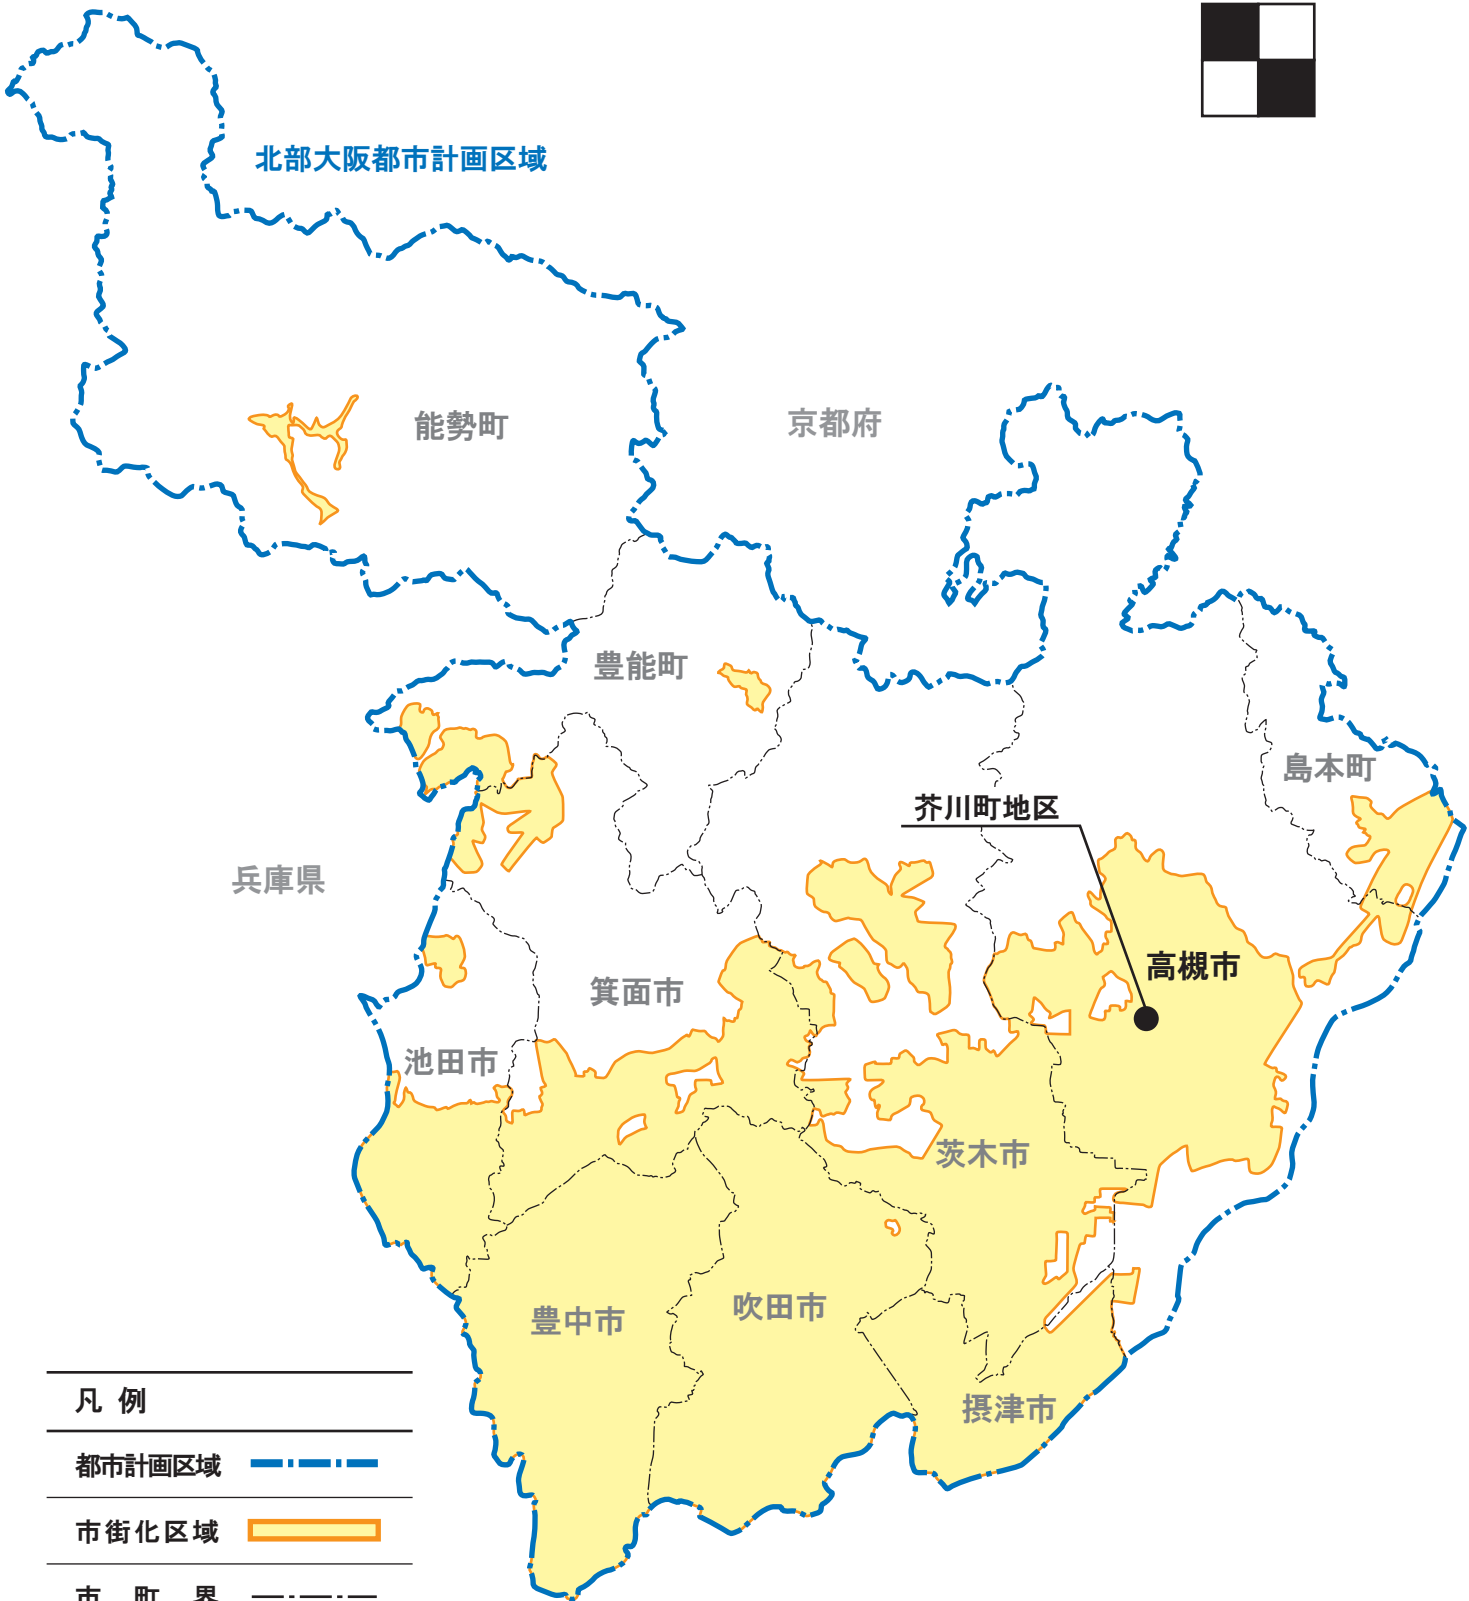 北部大阪都市計画区域
能勢町
京都府
豊能町
島本町
芥川町地区
兵庫県
高槻市
箕面市
池田市
茨木市
吹田市
豊中市
摂津市
凡例
都市計画区域
市街化区域
市町界